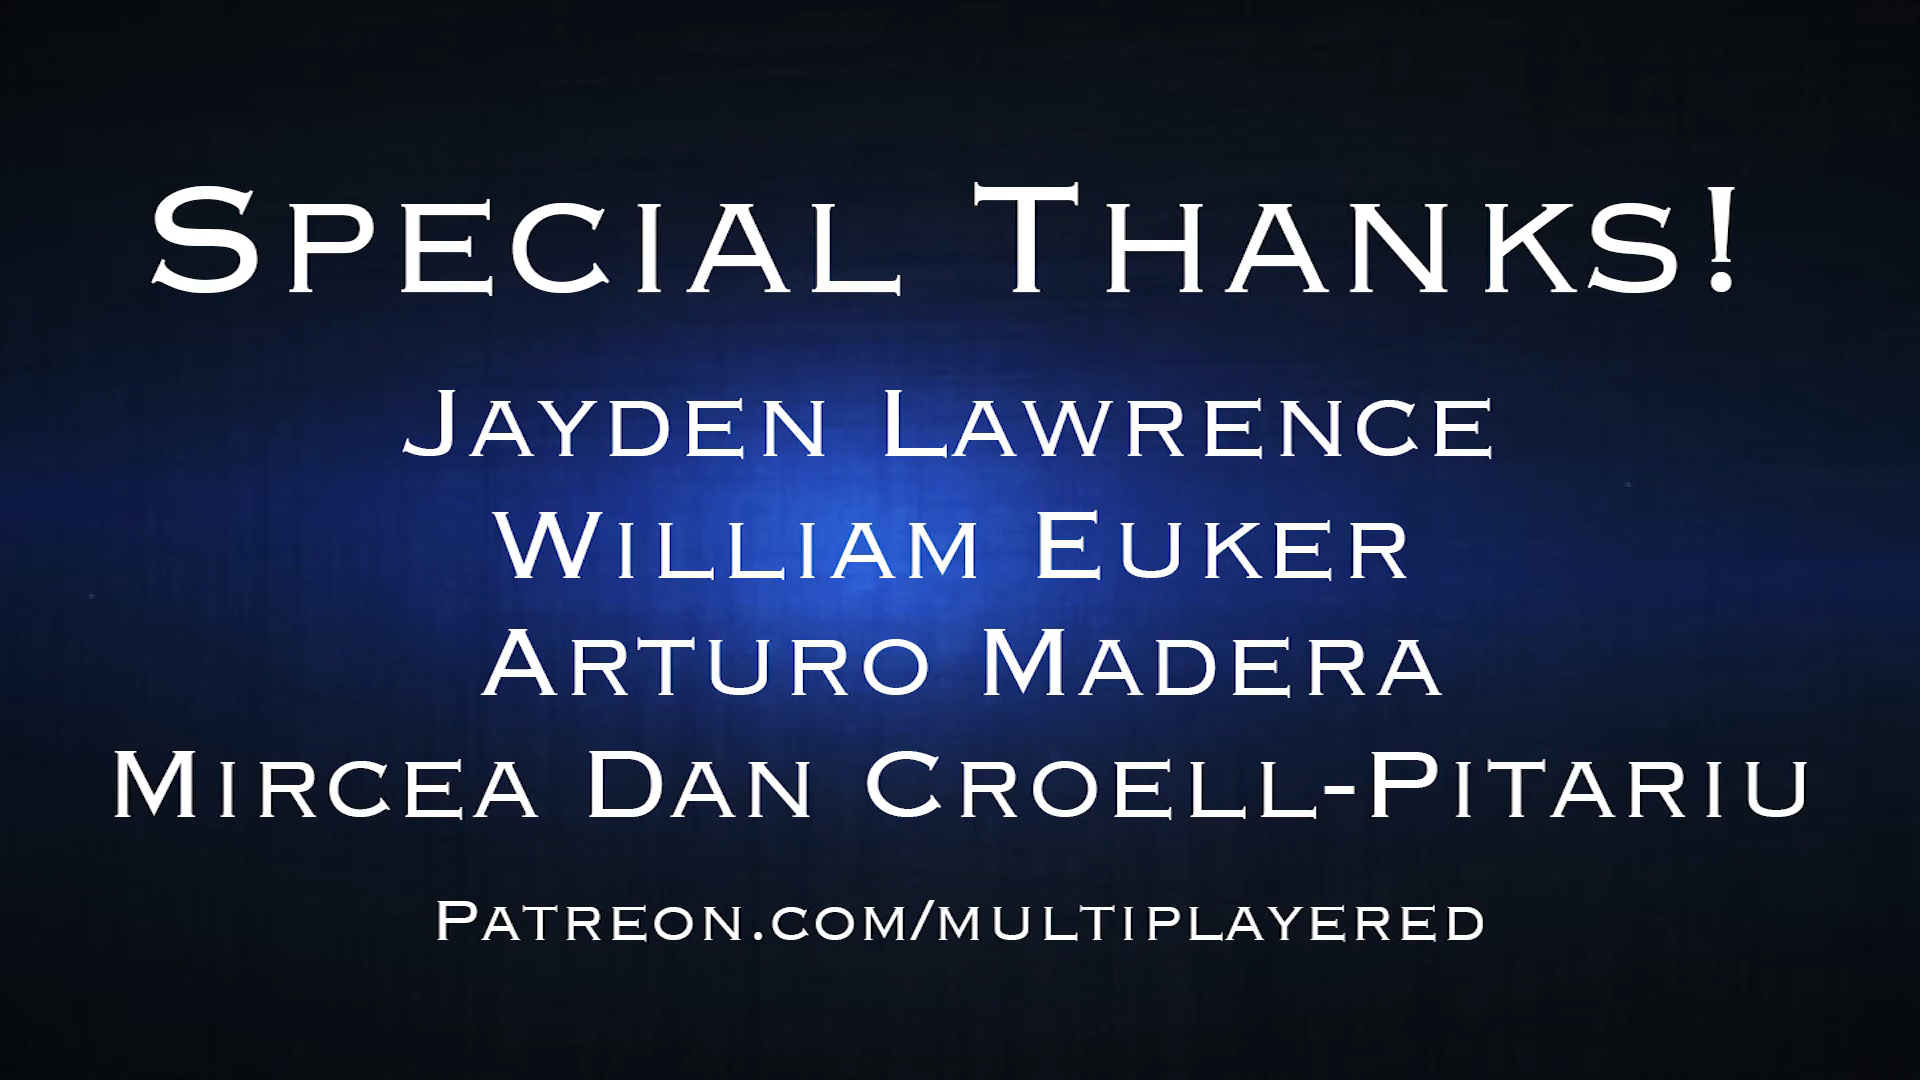 Special Thanks!
Jayden Lawrence
William Euker
Arturo Madera
Mircea Dan Croell-Pitariu
Patreon.com/multiplayered